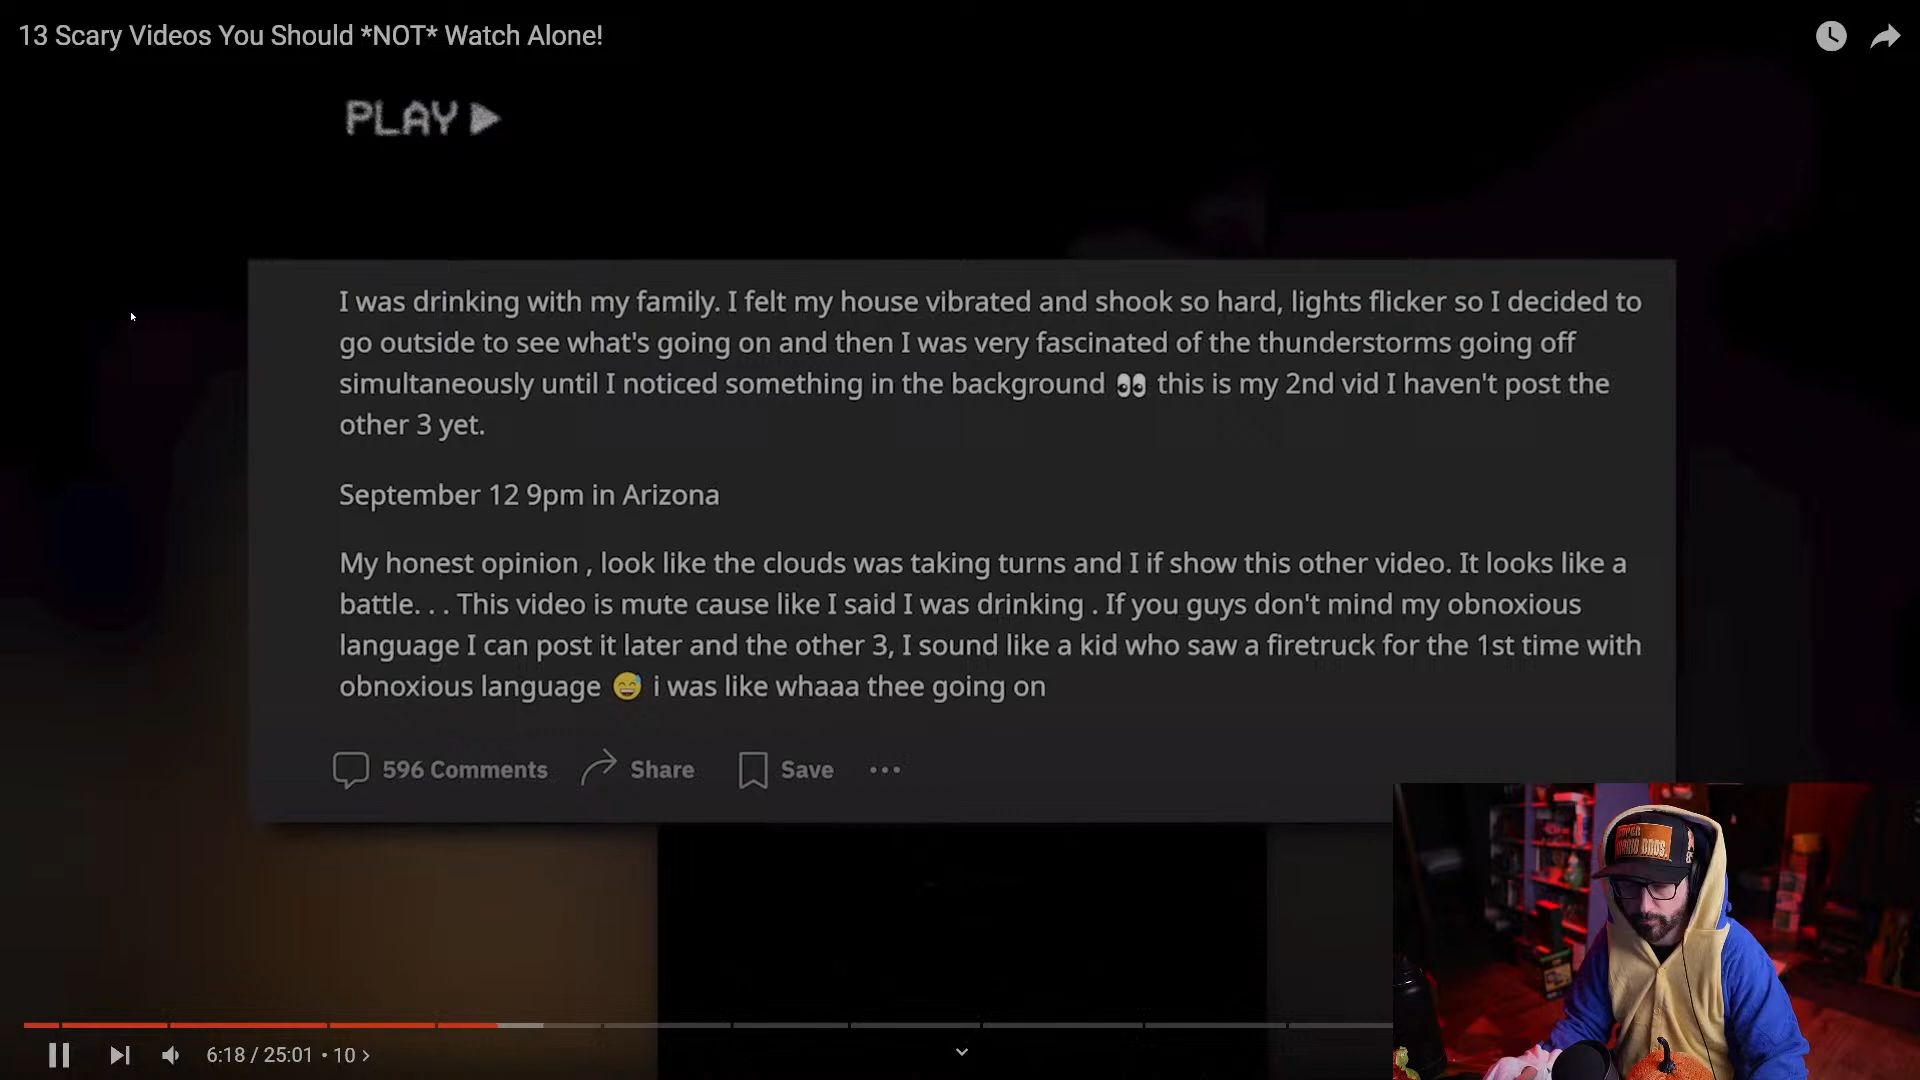 13 Scary Videos You Should *NOT* Watch Alone!
PLAY
I was drinking with my family. I felt my house vibrated and shook so hard, lights flicker so I decided to
go outside to see what's going on and then I was very fascinated of the thunderstorms going off
simultaneously until I noticed something in the background 👀 this is my 2nd vid I haven't post the
other 3 yet.
September 12 9pm in Arizona
My honest opinion , look like the clouds was taking turns and I if show this other video. It looks like a
battle. . . This video is mute cause like I said I was drinking . If you guys don't mind my obnoxious
language I can post it later and the other 3, I sound like a kid who saw a firetruck for the 1st time with
obnoxious language 😅 i was like whaaa thee going on
596 Comments Share Save ...
SUPER
MARIO BROS.
6:18 / 25:01 • 10 >